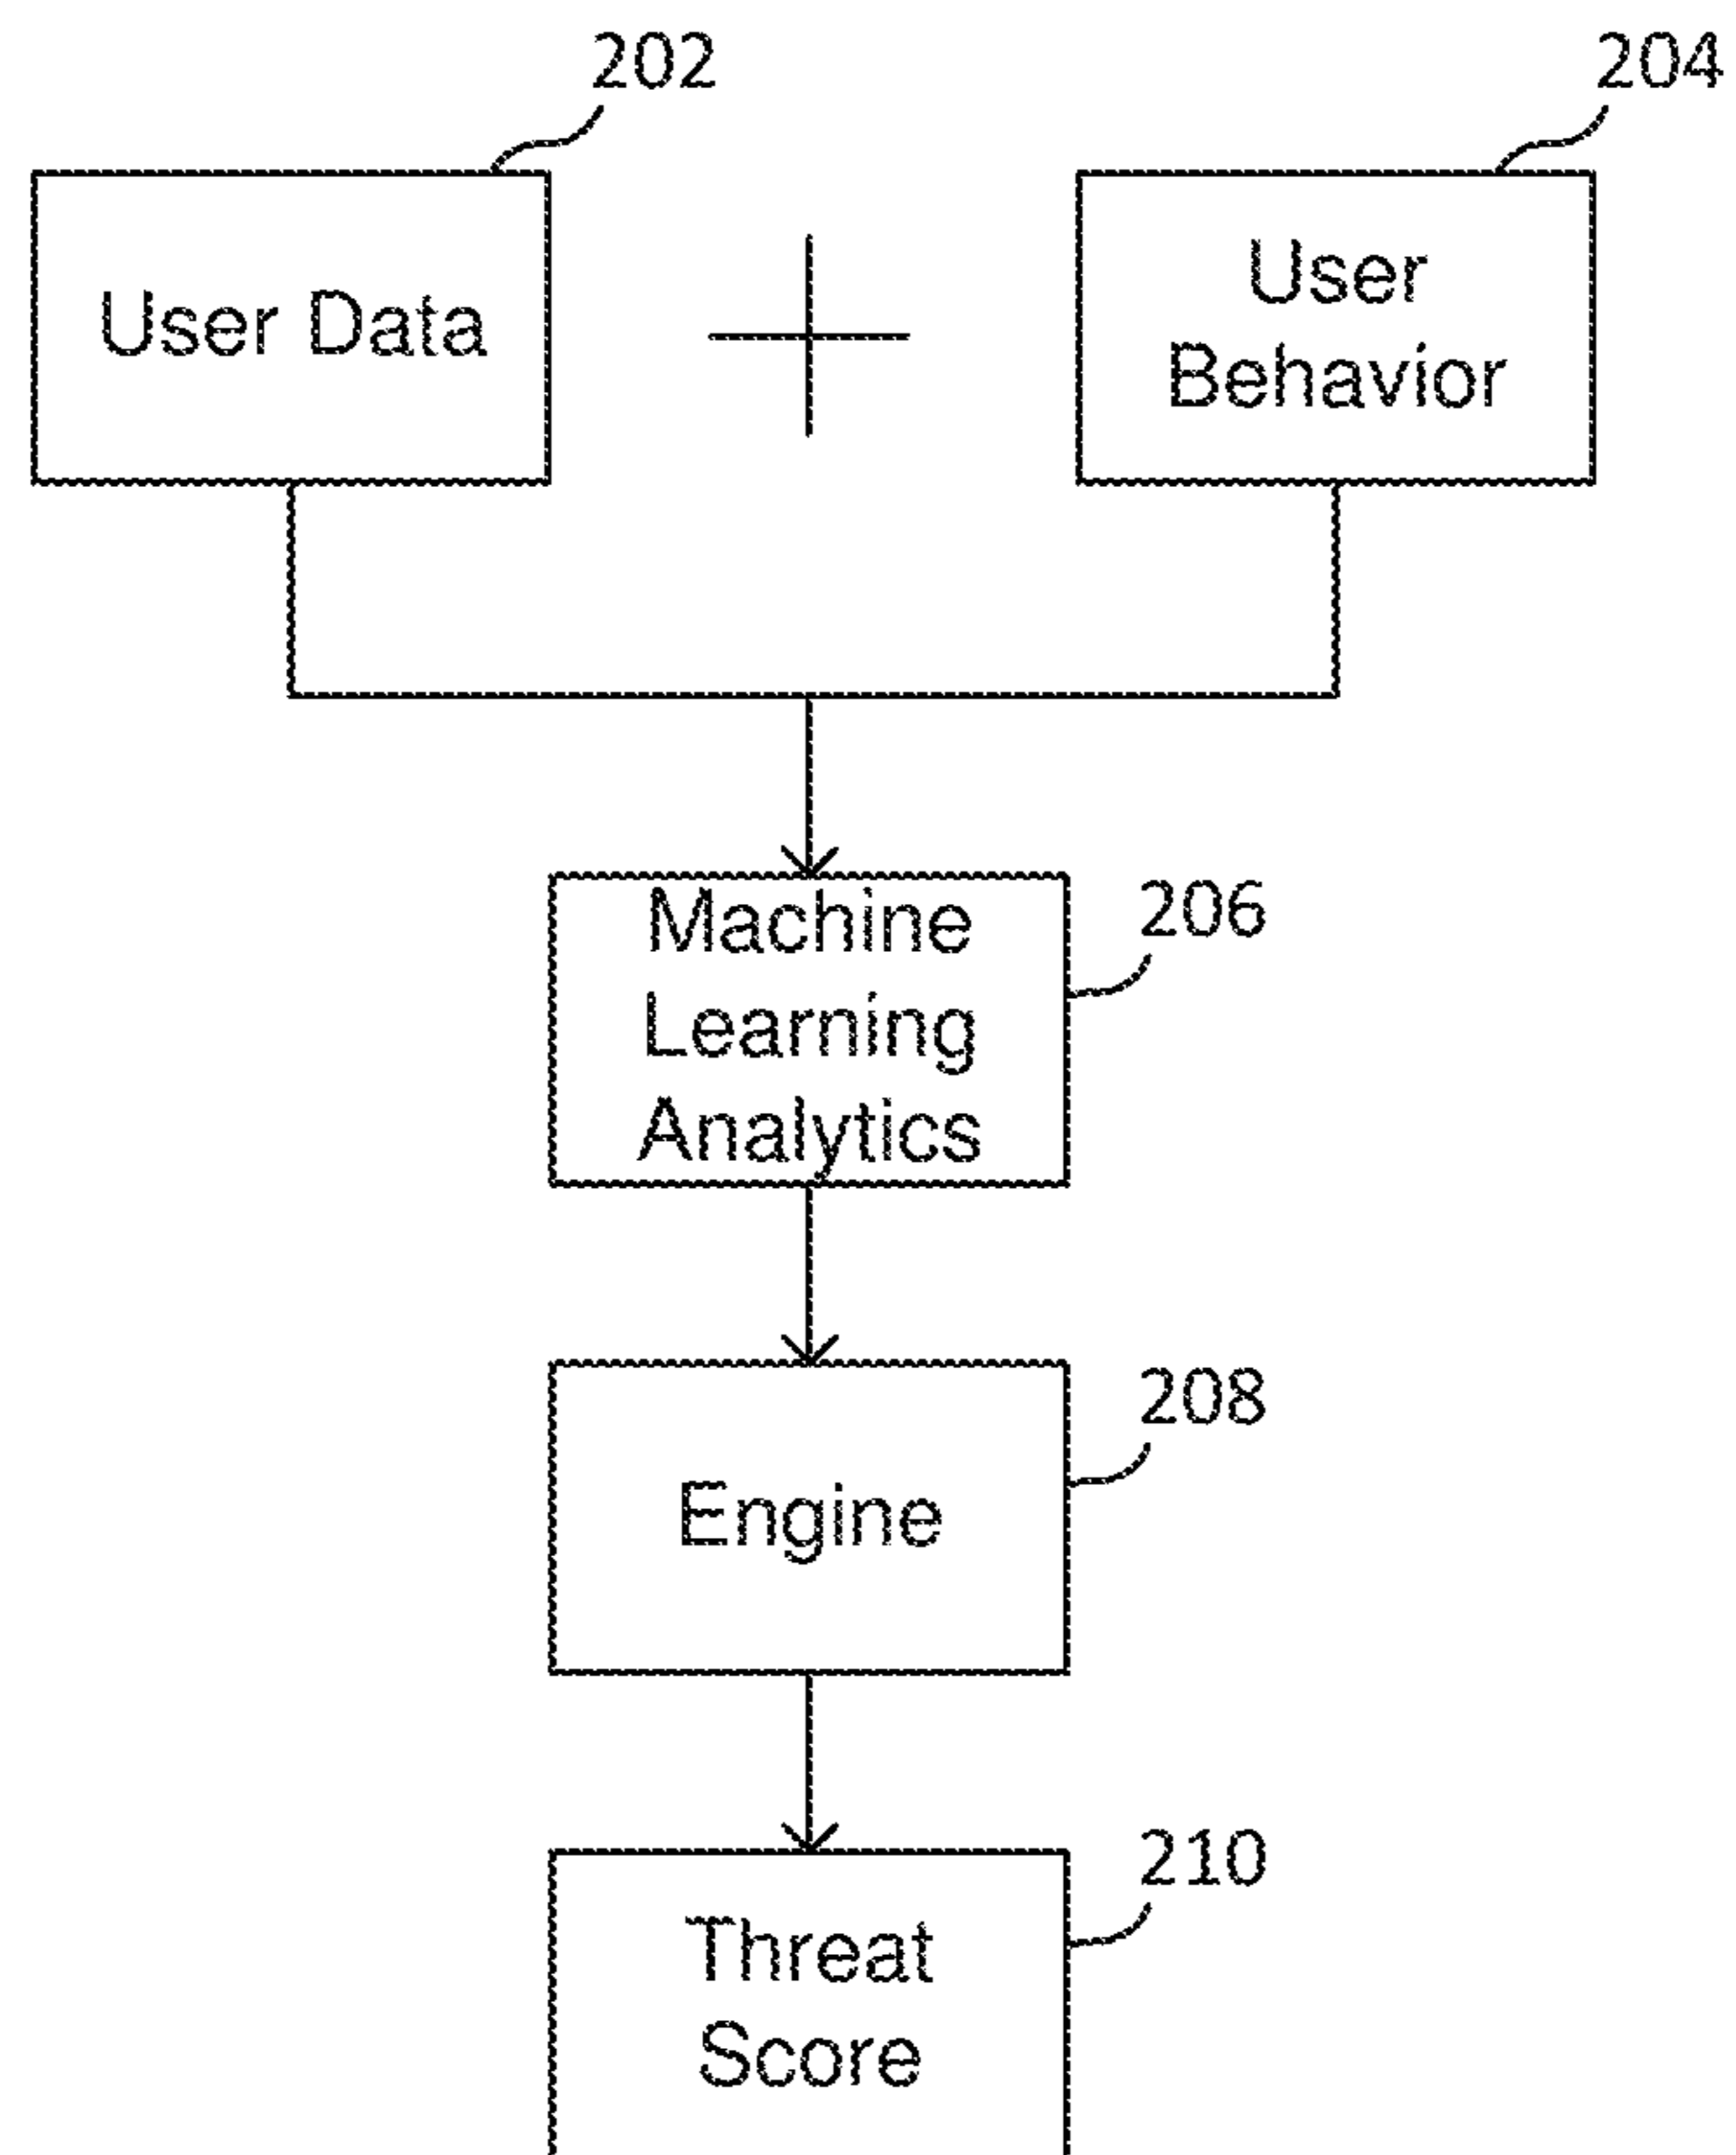 202
204
User Data
User
Behavior
Machine
Learning
Analytics
206
Engine
208
Threat
Score
210